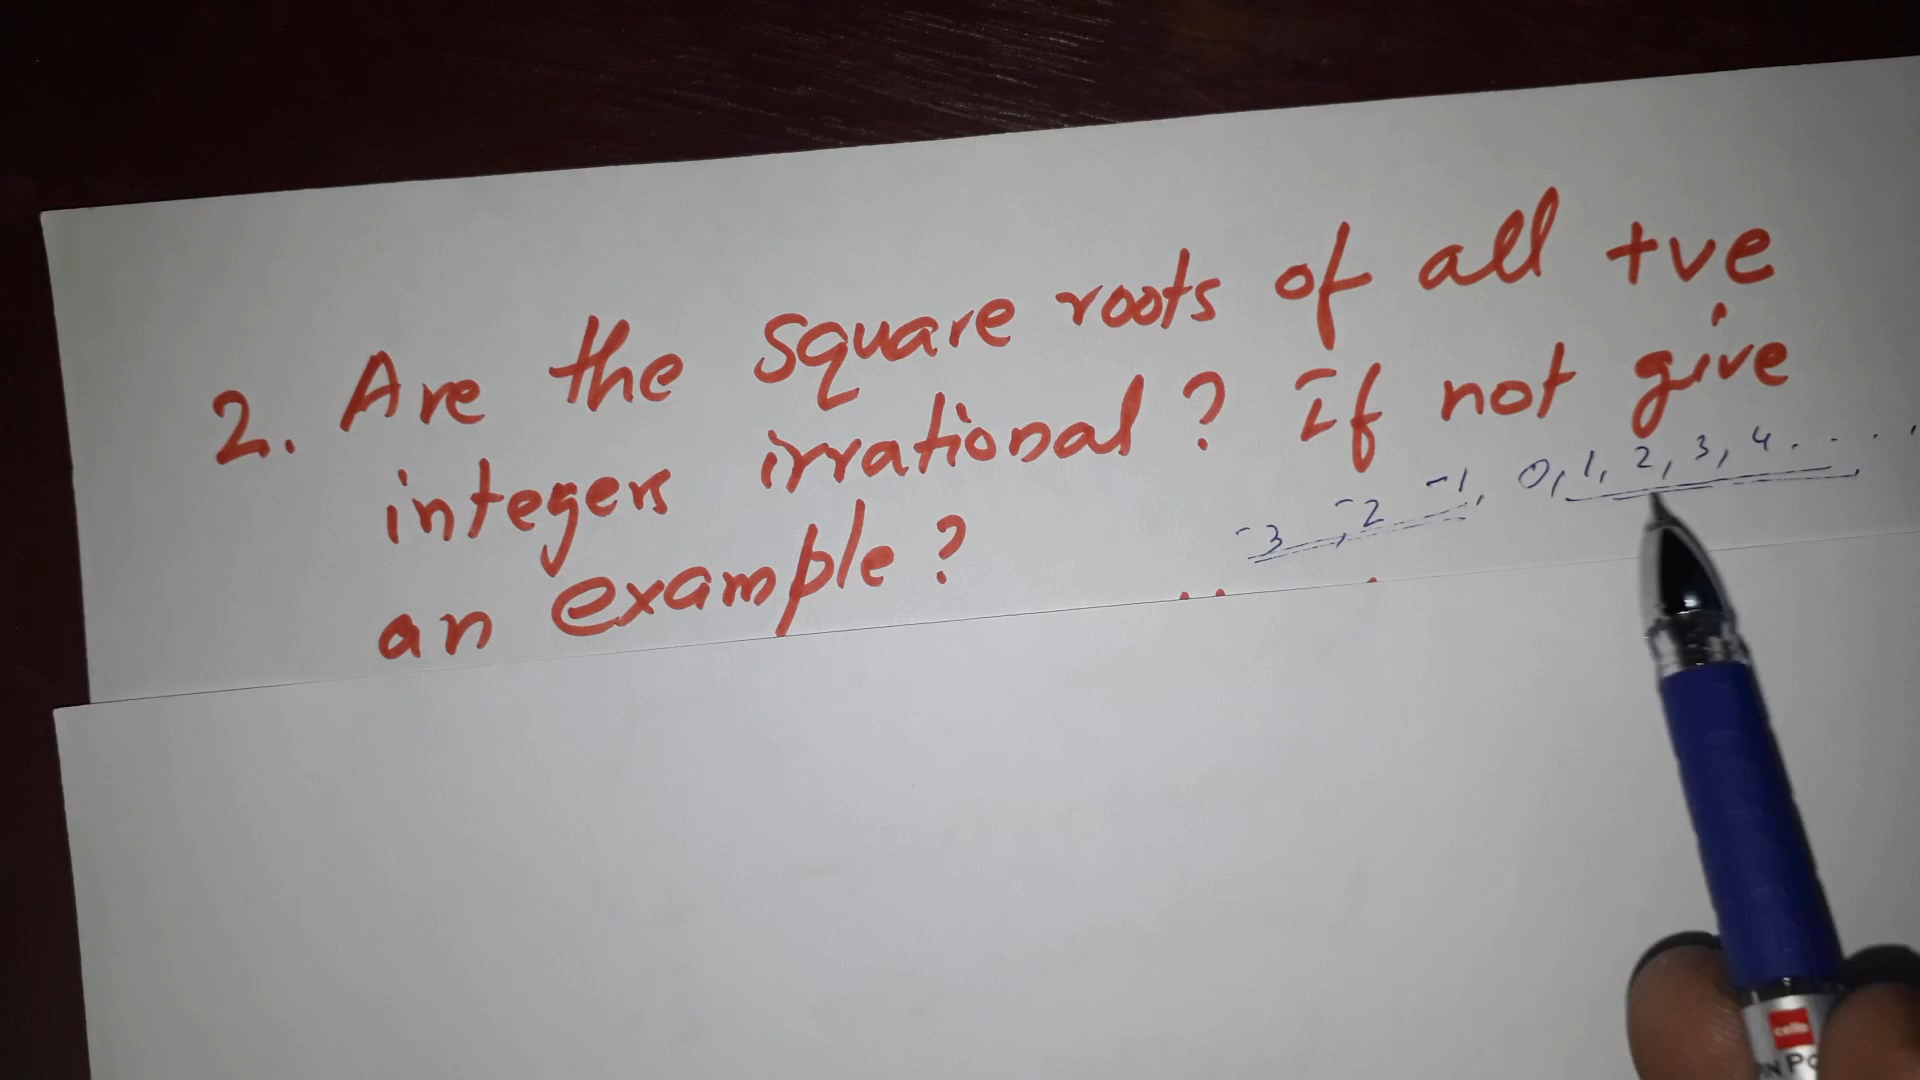 2. Are the square roots of all +ve
integers irrational? If not give
an example?
-3, -2 -1, 0, 1, 2, 3, 4. . . . .
cello